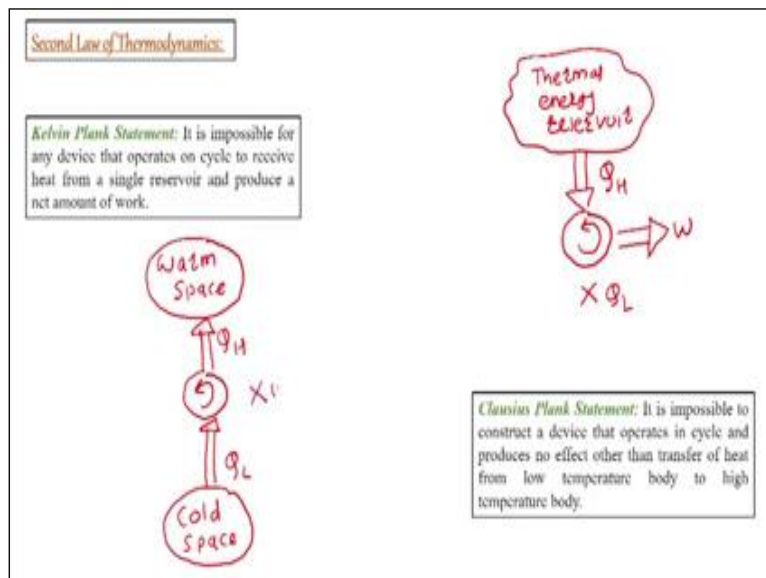 Second Law of Thermodynamics:
Kelvin Plank Statement: It is impossible for
any device that operates on cycle to receive
heat from a single reservoir and produce a
net amount of work.
Thermal
energy
reservoir
QH
W
X QL
Warm
Space
QH
X
QL
Cold
Space
Clausius Plank Statement: It is impossible to
construct a device that operates in cycle and
produces no effect other than transfer of heat
from low temperature body to high
temperature body.